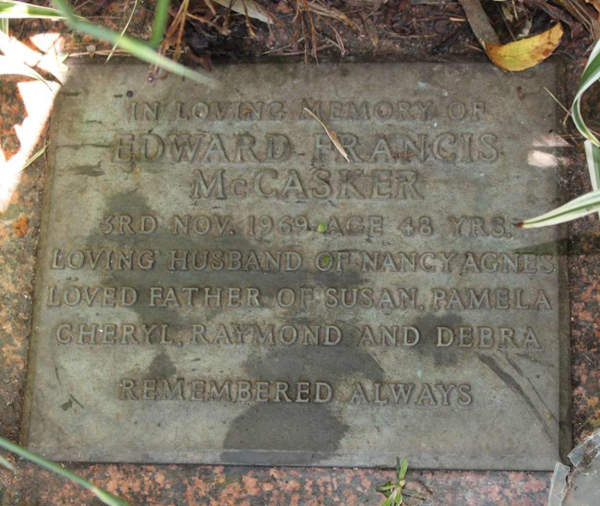 IN LOVING MEMORY OF
EDWARD FRANCIS
McCASKER
3RD NOV. 1969 AGE 48 YRS.
LOVING HUSBAND OF NANCY AGNES
LOVED FATHER OF SUSAN, PAMELA
CHERYL, RAYMOND AND DEBRA
REMEMBERED ALWAYS